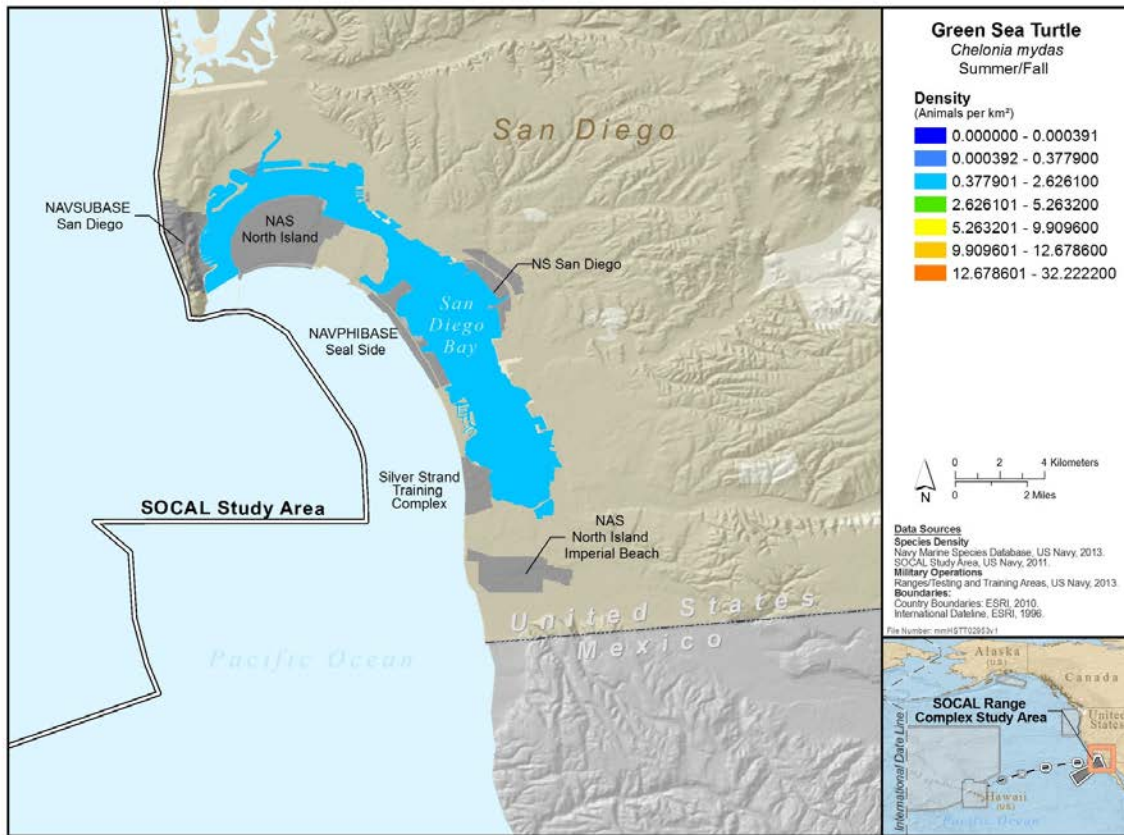 San Diego
NAVSUBASE
San Diego
NAS
North Island
NS San Diego
San
Diego
Bay
NAVPHIBASE
Seal Side
Silver Strand
Training
Complex
SOCAL Study Area
NAS
North Island
Imperial Beach
United States
Mexico
Pacific Ocean
Green Sea Turtle
Chelonia mydas
Summer/Fall
Density
(Animals per km²)
0.000000 - 0.000391
0.000392 - 0.377900
0.377901 - 2.626100
2.626101 - 5.263200
5.263201 - 9.909600
9.909601 - 12.678600
12.678601 - 32.222200
N
0 2 4 Kilometers
0 2 Miles
Data Sources
Species Density
Navy Marine Species Database, US Navy, 2013.
SOCAL Study Area, US Navy, 2011.
Military Operations
Ranges/Testing and Training Areas, US Navy, 2013.
Boundaries:
Country Boundaries: ESRI, 2010.
International Dateline, ESRI, 1996.
File Number: mmHSTT02953v1
Alaska
(US)
Canada
SOCAL Range
Complex Study Area
United
States
International Date Line
Hawaii
(US)
Pacific Ocean